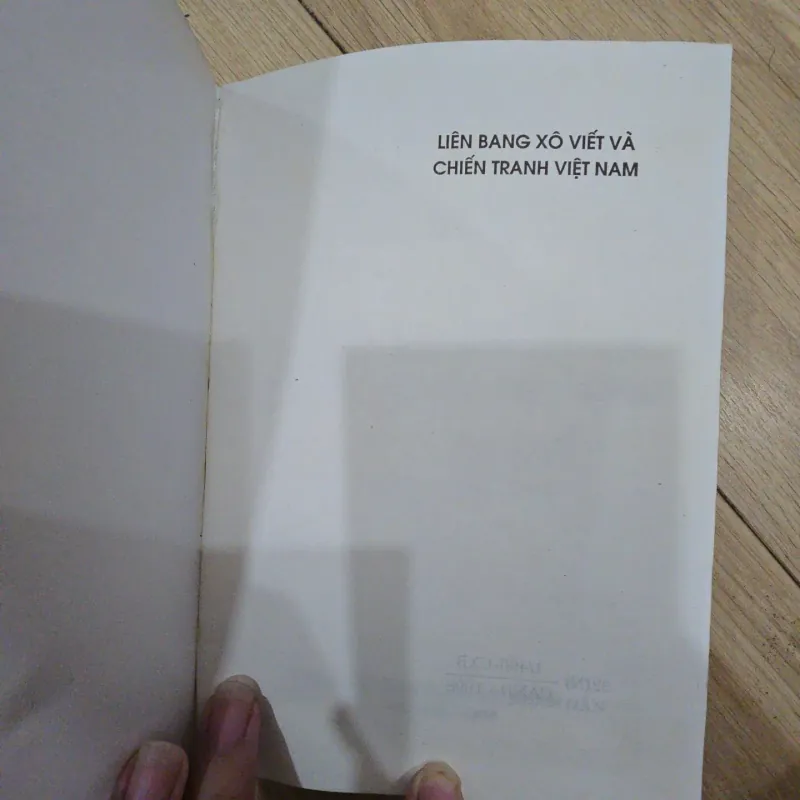 LIÊN BANG XÔ VIẾT VÀ
CHIẾN TRANH VIỆT NAM